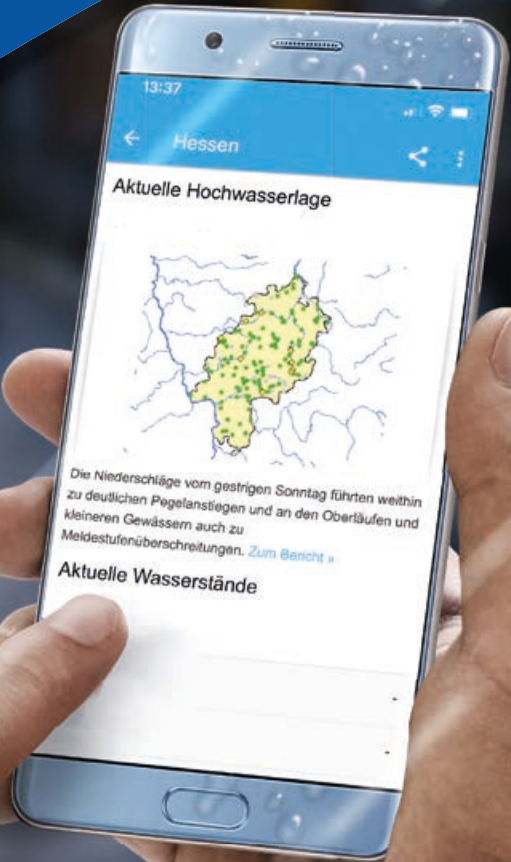 13:37
Hessen
Aktuelle Hochwasserlage
Die Niederschläge vom gestrigen Sonntag führten weithin
zu deutlichen Pegelanstiegen und an den Oberläufen und
kleineren Gewässern auch zu
Meldestufenüberschreitungen. Zum Bericht »
Aktuelle Wasserstände